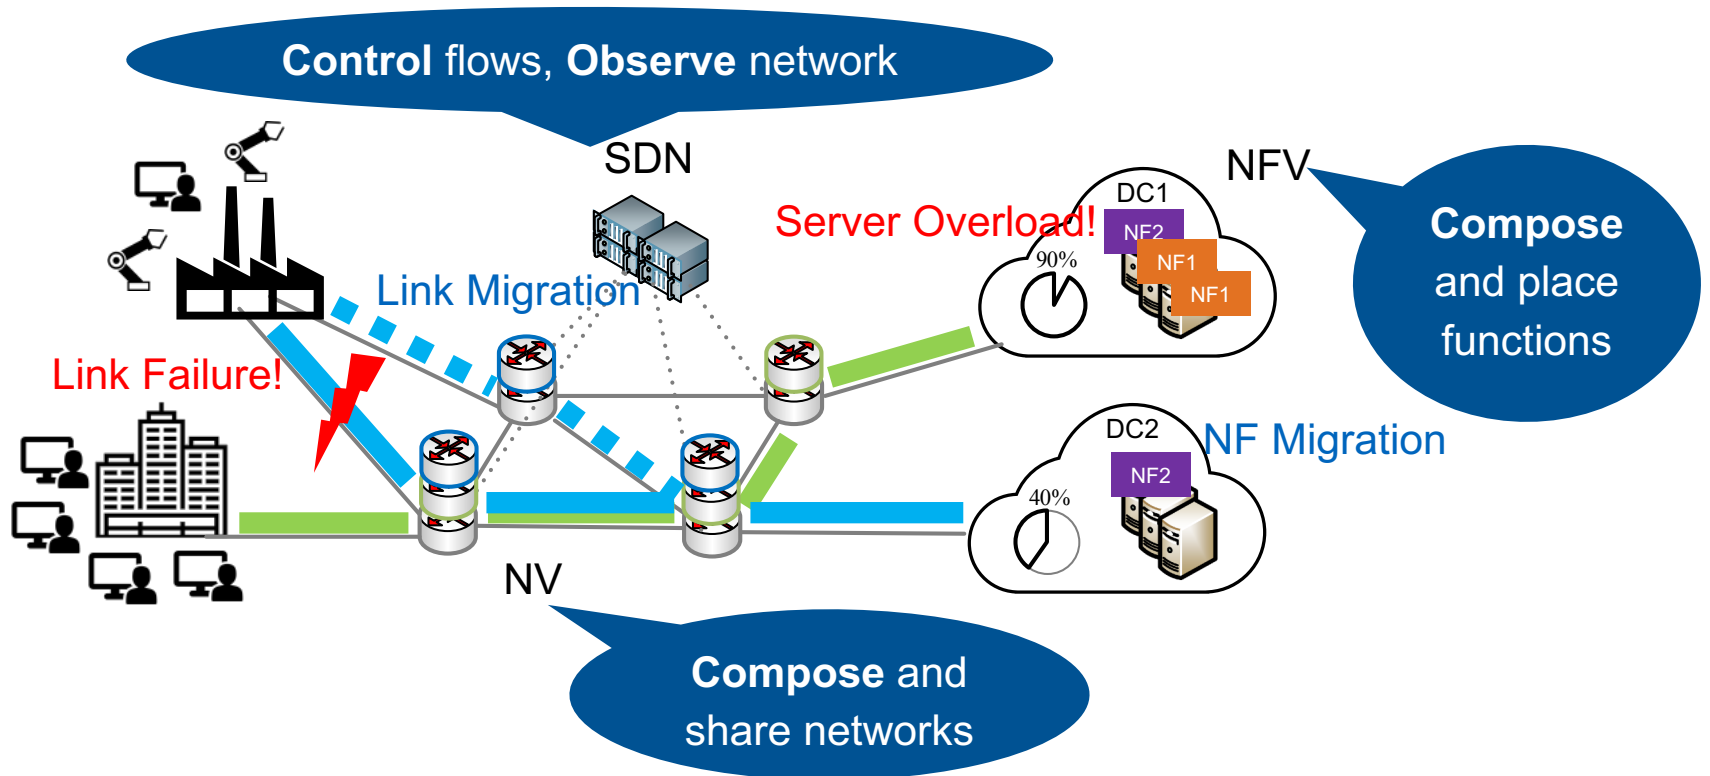 Control flows, Observe network
SDN
NFV
DC1
Server Overload!
NF2
NF1
NF1
90%
Compose
and place
functions
Link Migration
Link Failure!
DC2
NF Migration
NF2
40%
NV
Compose and
share networks